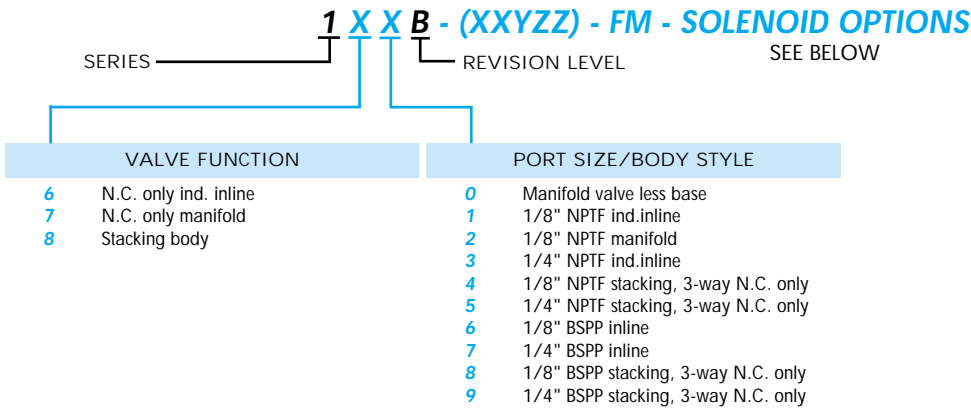 1 X X B - (XXYZZ) - FM - SOLENOID OPTIONS
SERIES
REVISION LEVEL
SEE BELOW
VALVE FUNCTION
6 N.C. only ind. inline
7 N.C. only manifold
8 Stacking body
PORT SIZE/BODY STYLE
0 Manifold valve less base
1 1/8" NPTF ind.inline
2 1/8" NPTF manifold
3 1/4" NPTF ind.inline
4 1/8" NPTF stacking, 3-way N.C. only
5 1/4" NPTF stacking, 3-way N.C. only
6 1/8" BSPP inline
7 1/4" BSPP inline
8 1/8" BSPP stacking, 3-way N.C. only
9 1/4" BSPP stacking, 3-way N.C. only